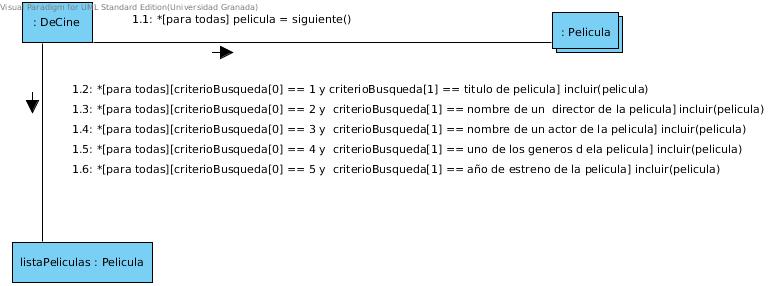 Visual Paradigm for UML Standard Edition(Universidad Granada)
: DeCine
1.1: *[para todas] pelicula = siguiente()
: Pelicula
1.2: *[para todas][criterioBusqueda[0] == 1 y criterioBusqueda[1] == titulo de pelicula] incluir(pelicula)
1.3: *[para todas][criterioBusqueda[0] == 2 y criterioBusqueda[1] == nombre de un director de la pelicula] incluir(pelicula)
1.4: *[para todas][criterioBusqueda[0] == 3 y criterioBusqueda[1] == nombre de un actor de la pelicula] incluir(pelicula)
1.5: *[para todas][criterioBusqueda[0] == 4 y criterioBusqueda[1] == uno de los generos d ela pelicula] incluir(pelicula)
1.6: *[para todas][criterioBusqueda[0] == 5 y criterioBusqueda[1] == año de estreno de la pelicula] incluir(pelicula)
listaPeliculas : Pelicula